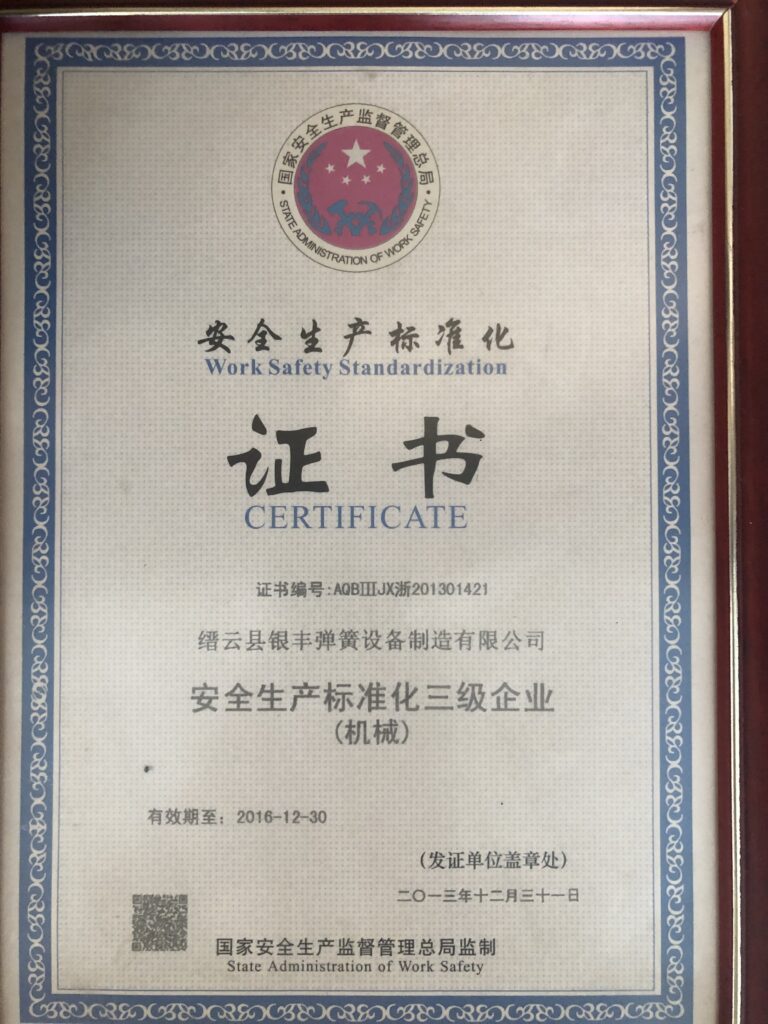 国家安全生产监督管理总局
STATE ADMINISTRATION OF WORK SAFETY
安全生产标准化
Work Safety Standardization
证 书
CERTIFICATE
证书编号:AQBⅢJX浙201301421
缙云县银丰弹簧设备制造有限公司
安全生产标准化三级企业
(机械)
有效期至：2016-12-30
(发证单位盖章处)
二〇一三年十二月三十一日
国家安全生产监督管理总局监制
State Administration of Work Safety